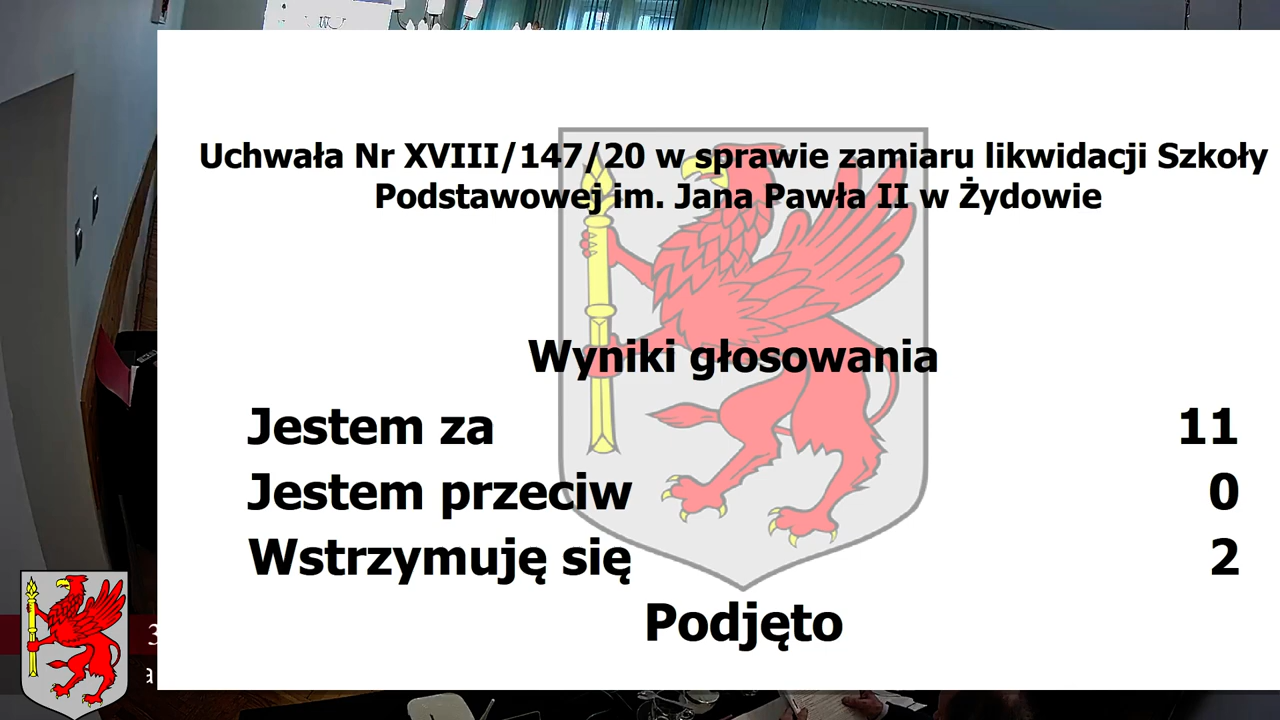 Uchwała Nr XVIII/147/20 w sprawie zamiaru likwidacji Szkoły
Podstawowej im. Jana Pawła II w Żydowie
Wyniki głosowania
Jestem za 11
Jestem przeciw 0
Wstrzymuję się 2
Podjęto
3
a